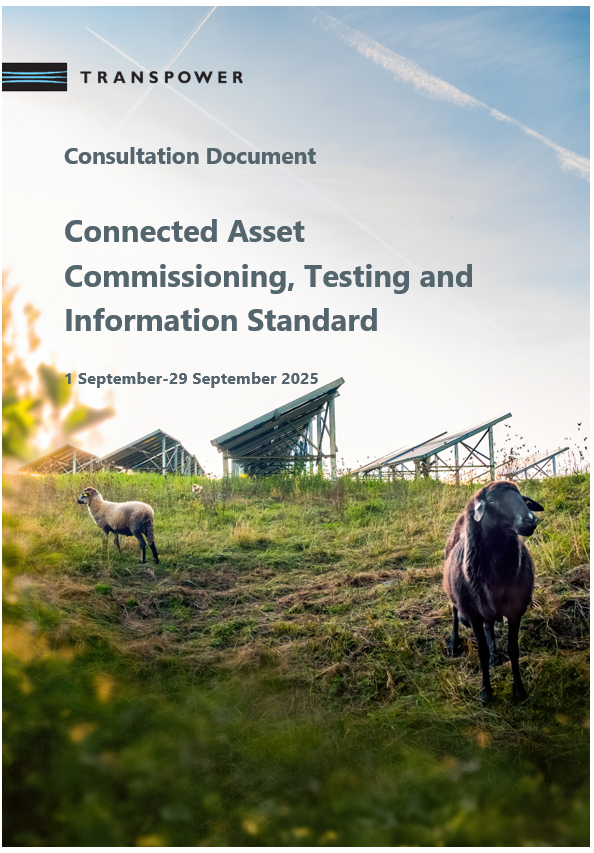 TRANSPOWER
Consultation Document
Connected Asset
Commissioning, Testing and
Information Standard
1 September-29 September 2025